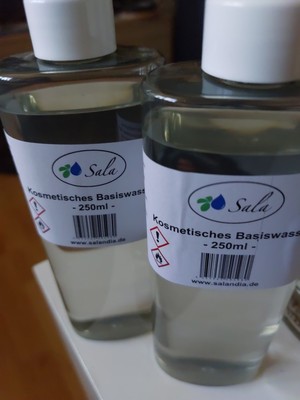 Sala
Kosmetisches Basiswass
- 250ml -
www.salandia.de
Sala
Kosmetisches Basiswass
- 250ml -
www.salandia.de